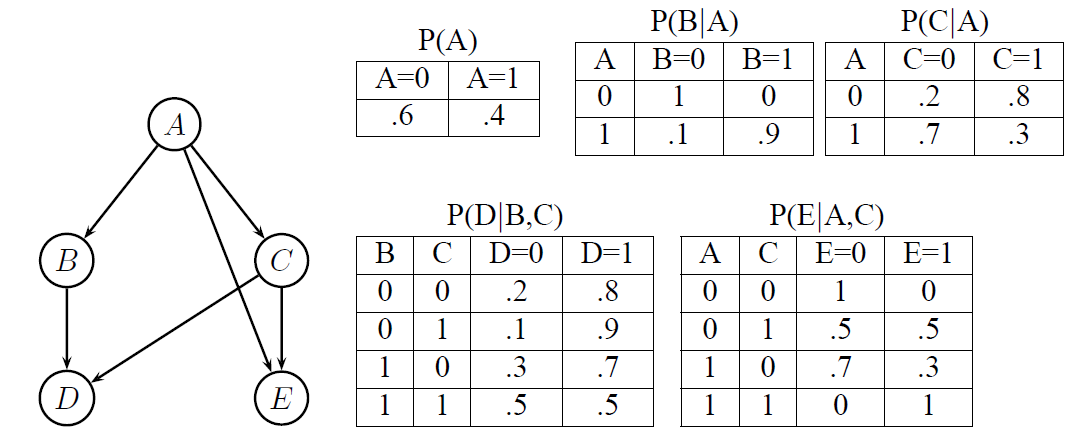 P(A)
A=0 A=1
.6 .4
P(B|A)
A B=0 B=1
0 1 0
1 .1 .9
P(C|A)
A C=0 C=1
0 .2 .8
1 .7 .3
A
B
C
D
E
P(D|B,C)
B C D=0 D=1
0 0 .2 .8
0 1 .1 .9
1 0 .3 .7
1 1 .5 .5
P(E|A,C)
A C E=0 E=1
0 0 1 0
0 1 .5 .5
1 0 .7 .3
1 1 0 1